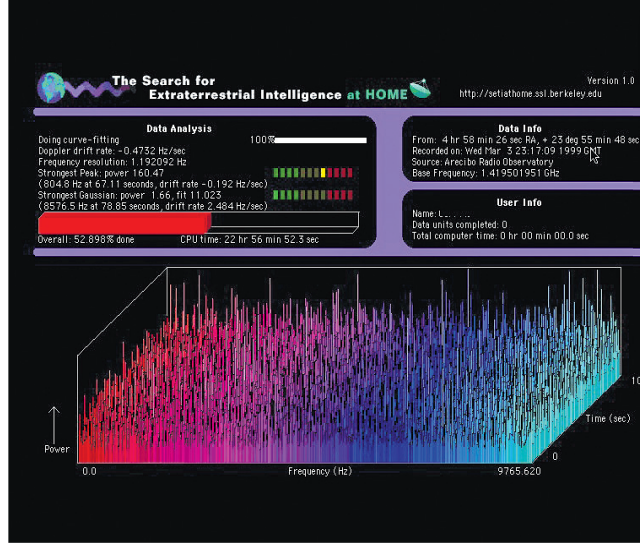 The Search for
Extraterrestrial Intelligence at HOME
Version 1.0
http://setiathome.ssl.berkeley.edu
Data Analysis
Doing curve-fitting 100%
Doppler drift rate: -0.4732 Hz/sec
Frequency resolution: 1.192092 Hz
Strongest Peak: power 160.47
(804.8 Hz at 67.11 seconds, drift rate -0.192 Hz/sec)
Strongest Gaussian: power 1.66, fit 11.023
(8576.5 Hz at 78.85 seconds, drift rate 2.484 Hz/sec)
Overall: 52.898% done CPU time: 22 hr 56 min 52.3 sec
Data Info
From: 4 hr 58 min 26 sec RA, + 23 deg 55 min 48 sec
Recorded on: Wed Mar 3 23:17:09 1999 GMT
Source: Arecibo Radio Observatory
Base Frequency: 1.419501951 GHz
User Info
Name:
Data units completed: 0
Total computer time: 0 hr 00 min 00.0 sec
Power
0.0
Frequency (Hz)
9765.620
0
Time (sec)
10